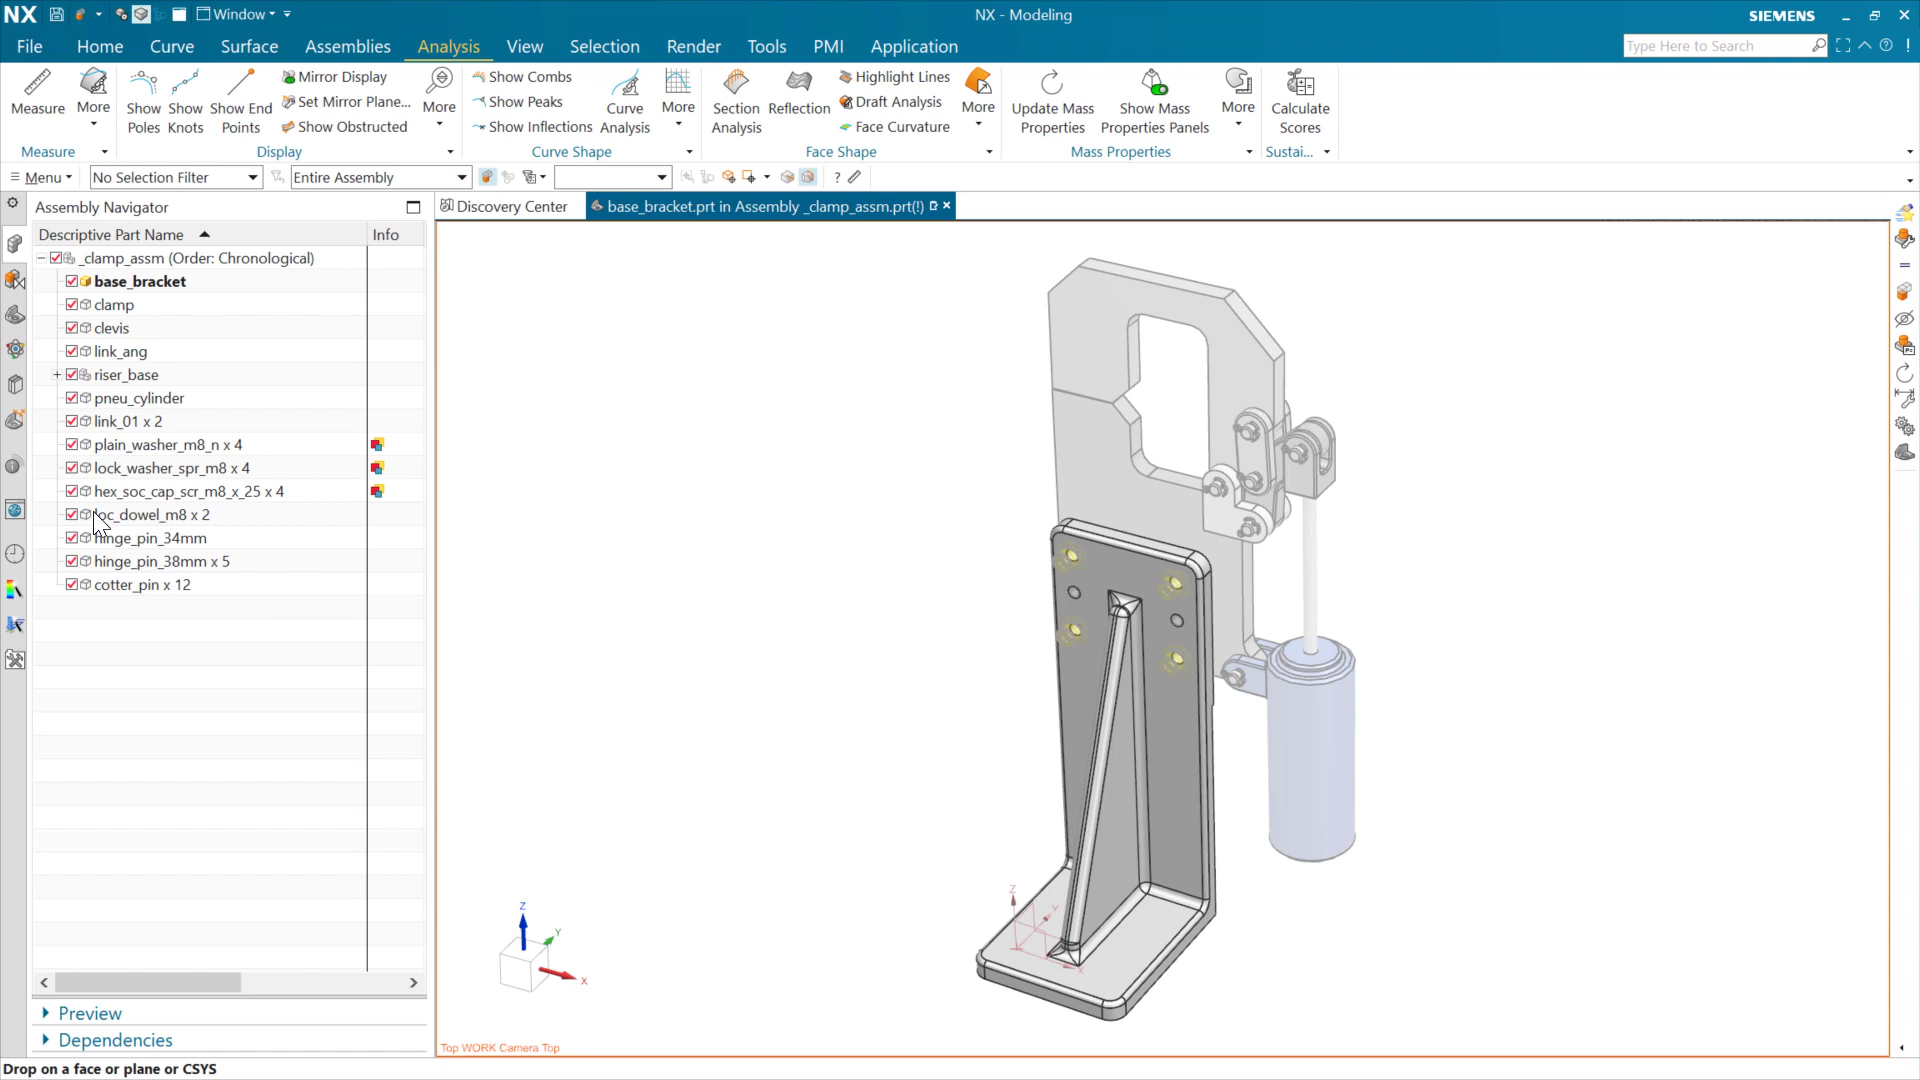 NX Window NX - Modeling SIEMENS
File Home Curve Surface Assemblies Analysis View Selection Render Tools PMI Application Type Here to Search
Measure More Show Poles Show Knots Show End Points Mirror Display Set Mirror Plane... Show Obstructed More Show Combs Show Peaks Show Inflections Curve Analysis More Section Analysis Reflection Highlight Lines Draft Analysis Face Curvature More Update Mass Properties Show Mass Properties Panels More Calculate Scores
Measure Display Curve Shape Face Shape Mass Properties Sustai...
Menu No Selection Filter Entire Assembly
Assembly Navigator
Discovery Center base_bracket.prt in Assembly _clamp_assm.prt(!)
Descriptive Part Name Info
_clamp_assm (Order: Chronological)
base_bracket
clamp
clevis
link_ang
riser_base
pneu_cylinder
link_01 x 2
plain_washer_m8_n x 4
lock_washer_spr_m8 x 4
hex_soc_cap_scr_m8_x_25 x 4
loc_dowel_m8 x 2
hinge_pin_34mm
hinge_pin_38mm x 5
cotter_pin x 12
Z
Y
X
Z
Y
X
Preview
Dependencies
Top WORK Camera Top
Drop on a face or plane or CSYS